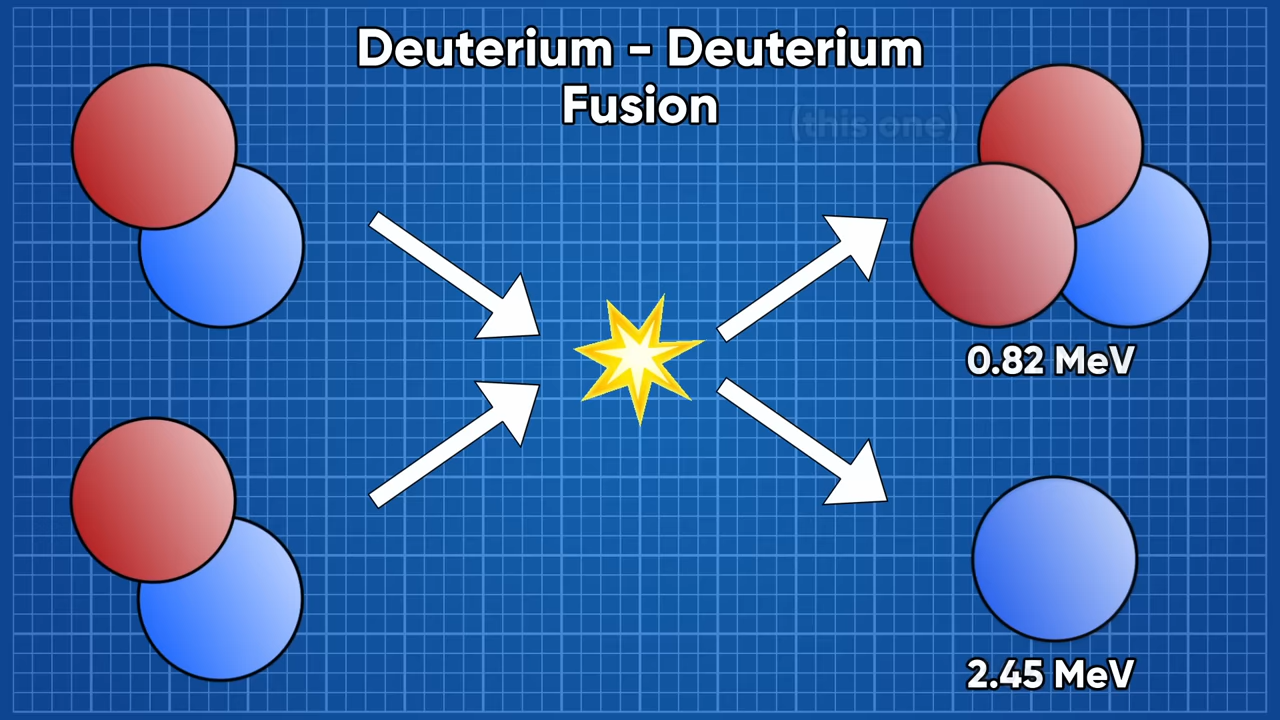 Deuterium - Deuterium
Fusion
(this one)
0.82 MeV
2.45 MeV